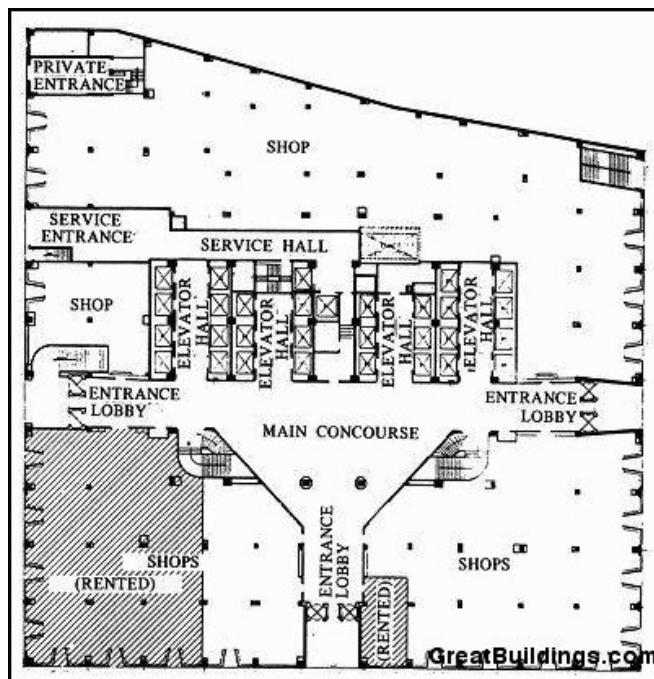 PRIVATE
ENTRANCE
SHOP
SERVICE
ENTRANCE
SERVICE HALL
SHOP
ELEVATOR
HALL
ELEVATOR
HALL
ELEVATOR
HALL
ELEVATOR
HALL
ENTRANCE
LOBBY
MAIN CONCOURSE
ENTRANCE
LOBBY
SHOPS
(RENTED)
ENTRANCE
LOBBY
SHOPS
(RENTED)
GreatBuildings.com